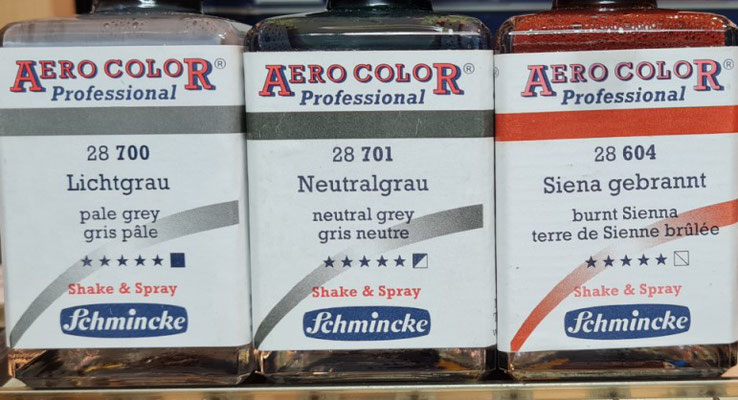 AERO COLOR®
Professional
28 700
Lichtgrau
pale grey
gris pâle
Shake & Spray
Schmincke
AERO COLOR®
Professional
28 701
Neutralgrau
neutral grey
gris neutre
Shake & Spray
Schmincke
AERO COLOR®
Professional
28 604
Siena gebrannt
burnt Sienna
terre de Sienne brûlée
Shake & Spray
Schmincke